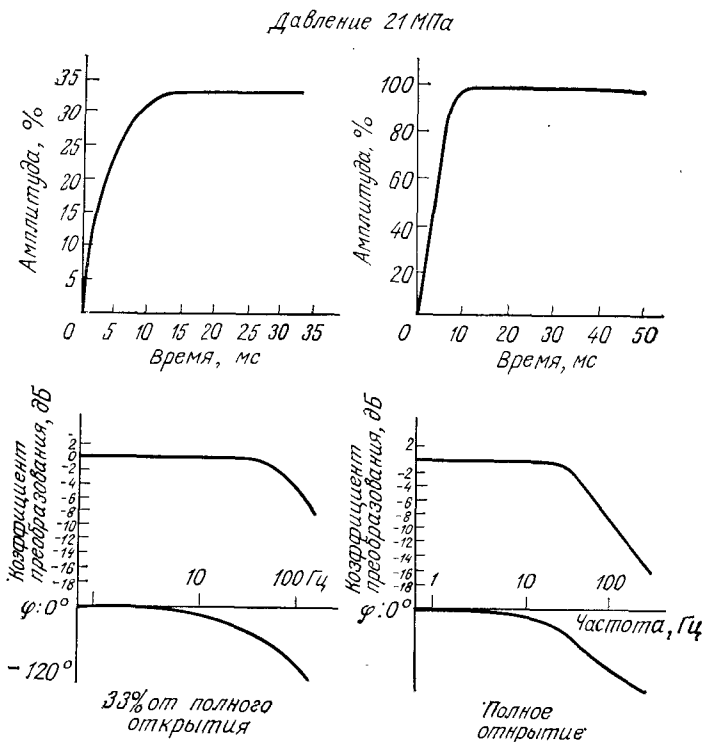 Давление 21 МПа
Амплитуда, %
35
30
25
20
15
10
5
0 5 10 15 20 25 30 35
Время, мс
Амплитуда, %
100
80
60
40
20
0 10 20 30 40 50
Время, мс
Коэффициент
преобразования, дБ
2
0
-2
-4
-6
-8
-10
-12
-14
-16
-18
10 100 Гц
φ:0°
-120°
33% от полного
открытия
Коэффициент
преобразования, дБ
2
-2
-4
-6
-8
-10
-12
-14
-16
-18
1 10 100
φ:0°
Частота, Гц
Полное
открытие